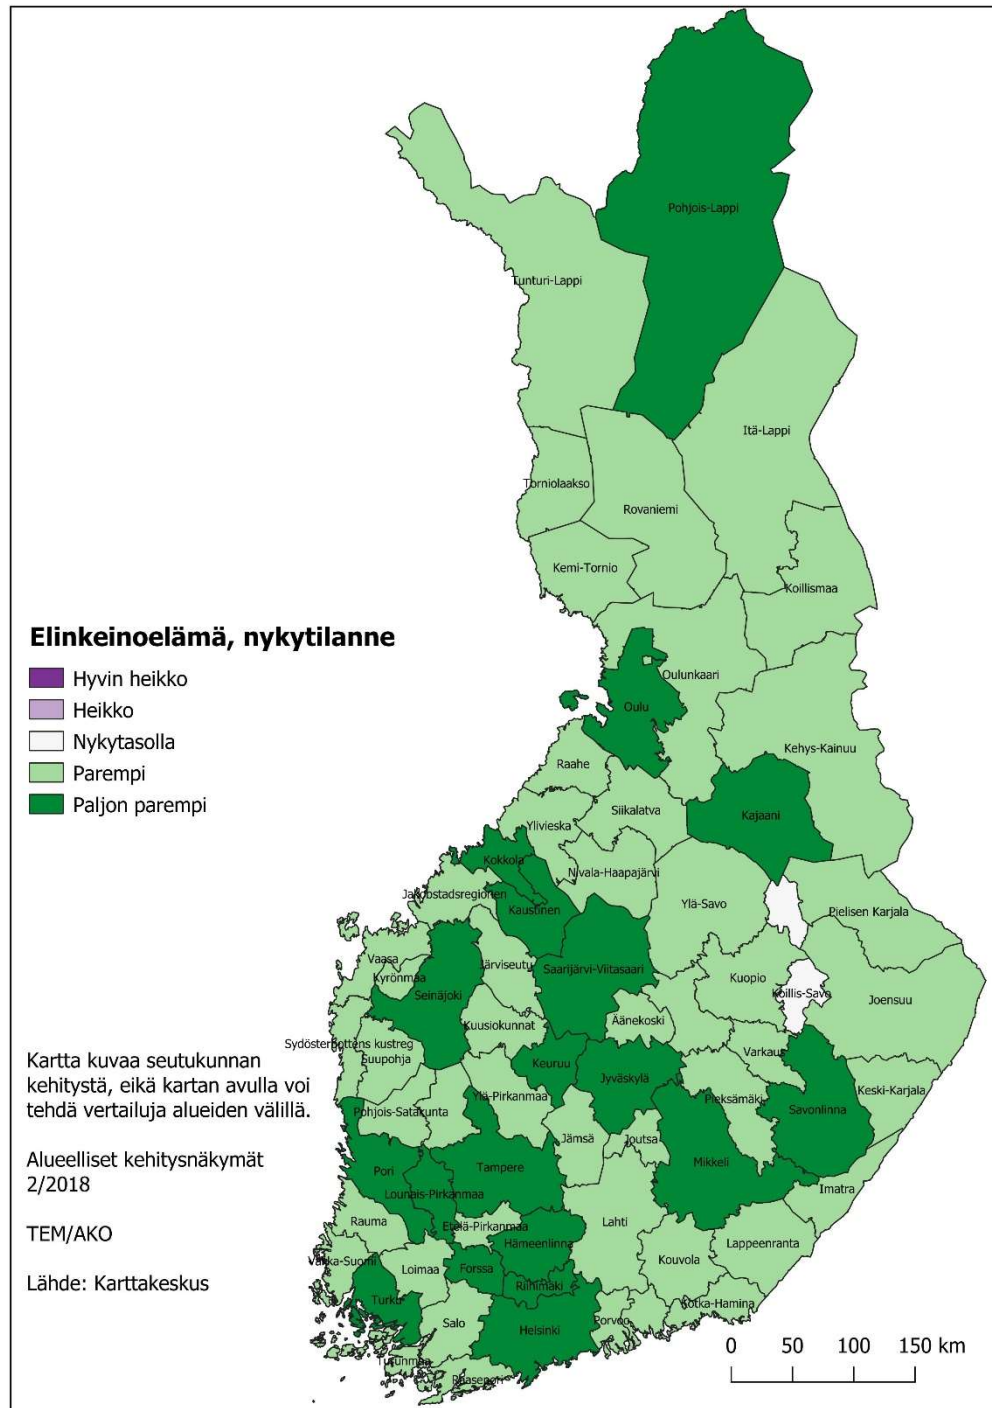 Pohjois-Lappi
Tunturi-Lappi
Itä-Lappi
Torniolaakso
Rovaniemi
Kemi-Tornio
Koillismaa
Elinkeinoelämä, nykytilanne
Hyvin heikko
Heikko
Nykytasolla
Parempi
Paljon parempi
Oulunkaari
Oulu
Kehys-Kainuu
Raahe
Siikalatva
Kajaani
Ylivieska
Kokkola
Nivala-Haapajärvi
Jakobstadsregionen
Kaustinen
Ylä-Savo
Pielisen Karjala
Vaasa
Kyrönmaa
Järviseutu
Saarijärvi-Viitasaari
Kuopio
Koillis-Savo
Joensuu
Seinäjoki
Kuusiokunnat
Äänekoski
Sydösterbottens kustreg
Suupohja
Keuruu
Jyväskylä
Varkaus
Pieksämäki
Savonlinna
Keski-Karjala
Kartta kuvaa seutukunnan
kehitystä, eikä kartan avulla voi
tehdä vertailuja alueiden välillä.
Pohjois-Satakunta
Ylä-Pirkanmaa
Jämsä
Joutsa
Mikkeli
Alueelliset kehitysnäkymät
2/2018
Pori
Tampere
Lounais-Pirkanmaa
Imatra
TEM/AKO
Rauma
Etelä-Pirkanmaa
Lahti
Hämeenlinna
Lappeenranta
Kouvola
Vakka-Suomi
Loimaa
Forssa
Riihimäki
Lähde: Karttakeskus
Turku
Salo
Helsinki
Porvoo
Kotka-Hamina
Turunmaa
Raasepori
0 50 100 150 km